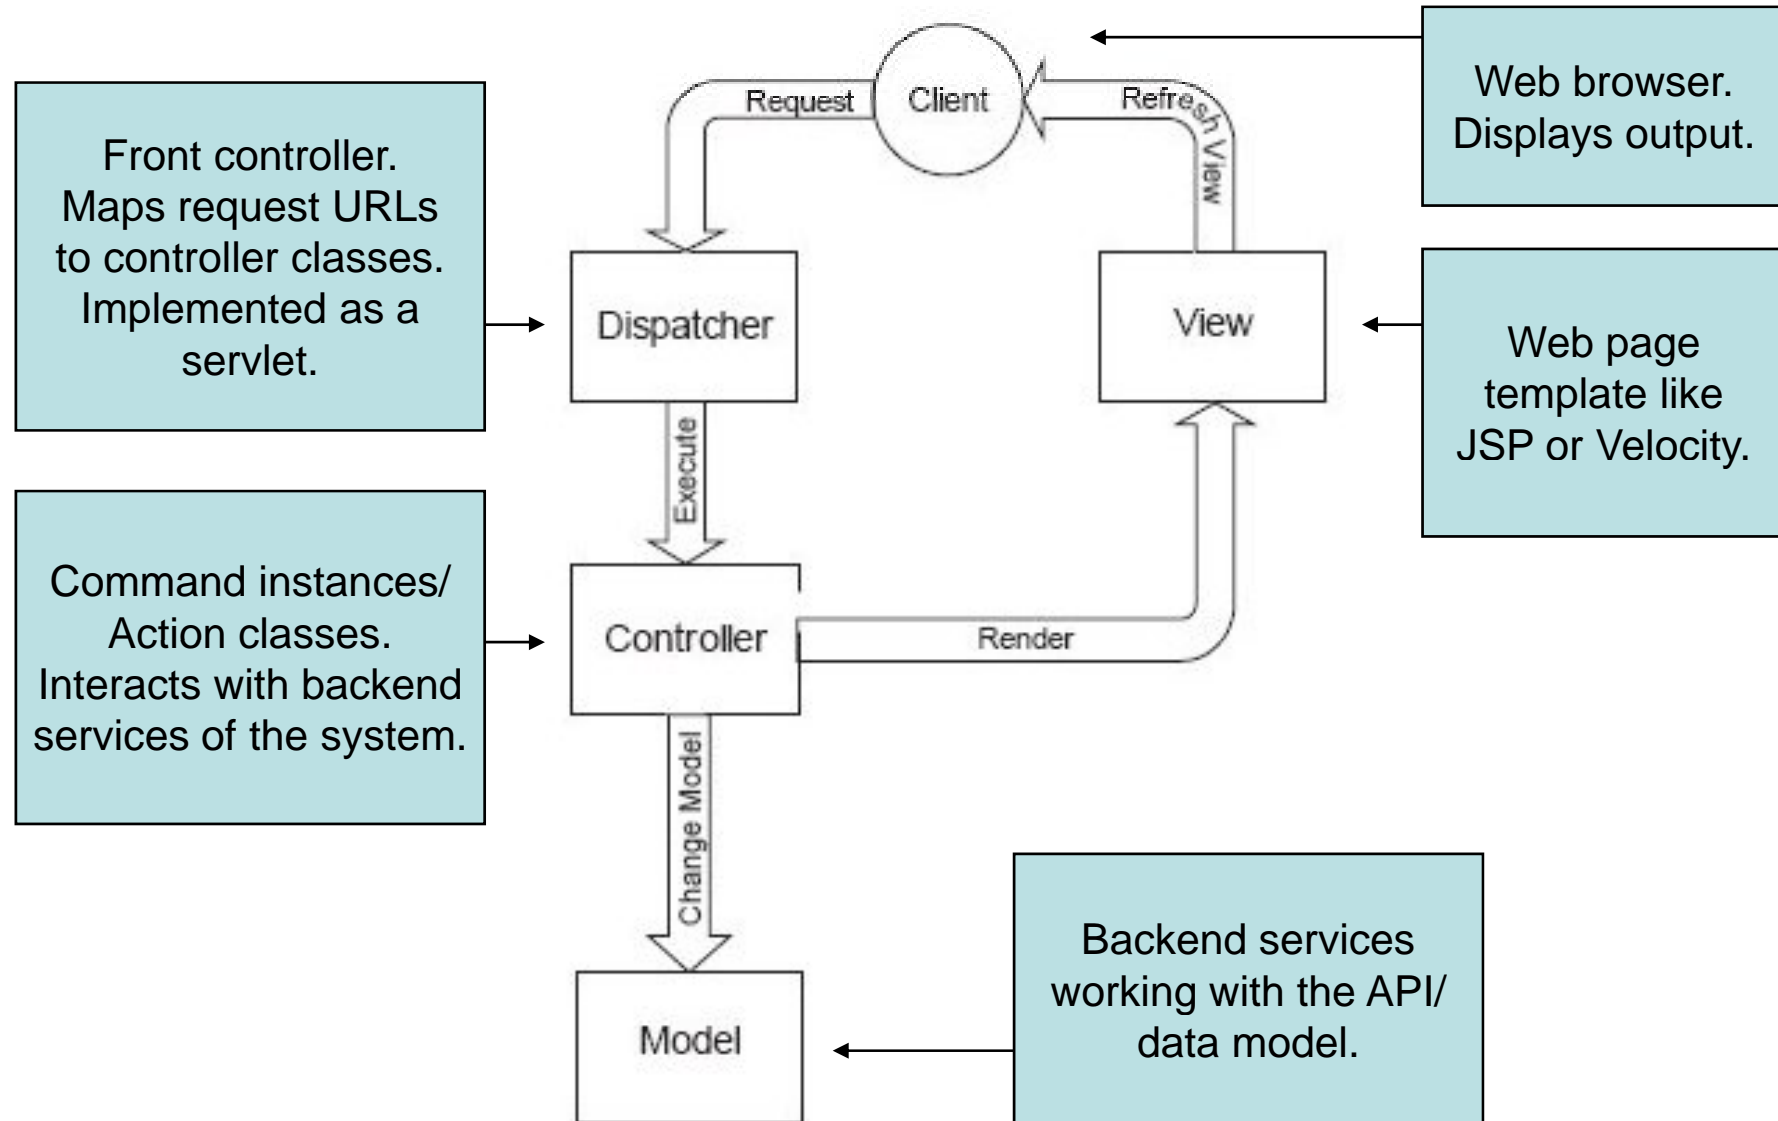 Web browser.
Displays output.
Request
Client
Refresh View
Front controller.
Maps request URLs
to controller classes.
Implemented as a
servlet.
Dispatcher
View
Web page
template like
JSP or Velocity.
Execute
Command instances/
Action classes.
Interacts with backend
services of the system.
Controller
Render
Change Model
Backend services
working with the API/
data model.
Model